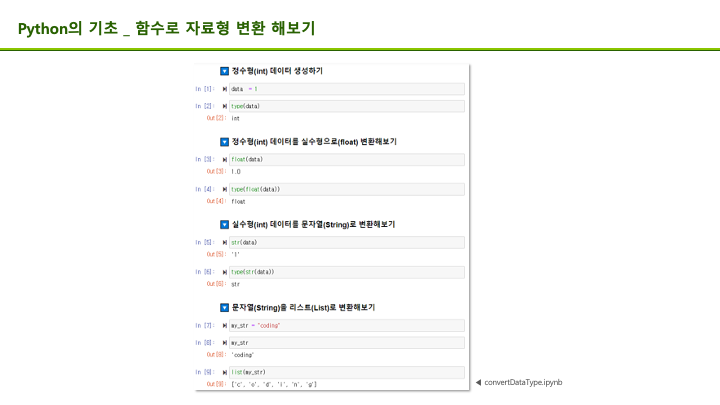 Python의 기초 _ 함수로 자료형 변환 해보기
정수형(int) 데이터 생성하기
In [1]: data = 1
In [2]: type(data)
Out[2]: int
정수형(int) 데이터를 실수형으로(float) 변환해보기
In [3]: float(data)
Out[3]: 1.0
In [4]: type(float(data))
Out[4]: float
실수형(int) 데이터를 문자열(String)로 변환해보기
In [5]: str(data)
Out[5]: '1'
In [6]: type(str(data))
Out[6]: str
문자열(String)을 리스트(List)로 변환해보기
In [7]: my_str = "coding"
In [8]: my_str
Out[8]: 'coding'
In [9]: list(my_str)
Out[9]: ['c', 'o', 'd', 'i', 'n', 'g']
◀ convertDataType.ipynb